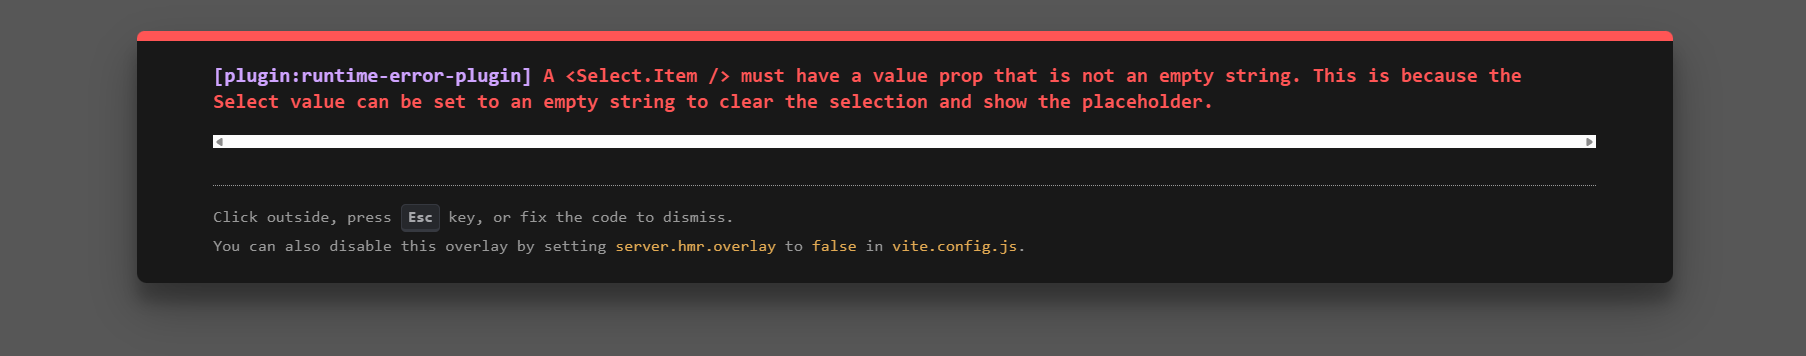 [plugin:runtime-error-plugin] A <Select.Item /> must have a value prop that is not an empty string. This is because the
Select value can be set to an empty string to clear the selection and show the placeholder.
Click outside, press Esc key, or fix the code to dismiss.
You can also disable this overlay by setting server.hmr.overlay to false in vite.config.js.